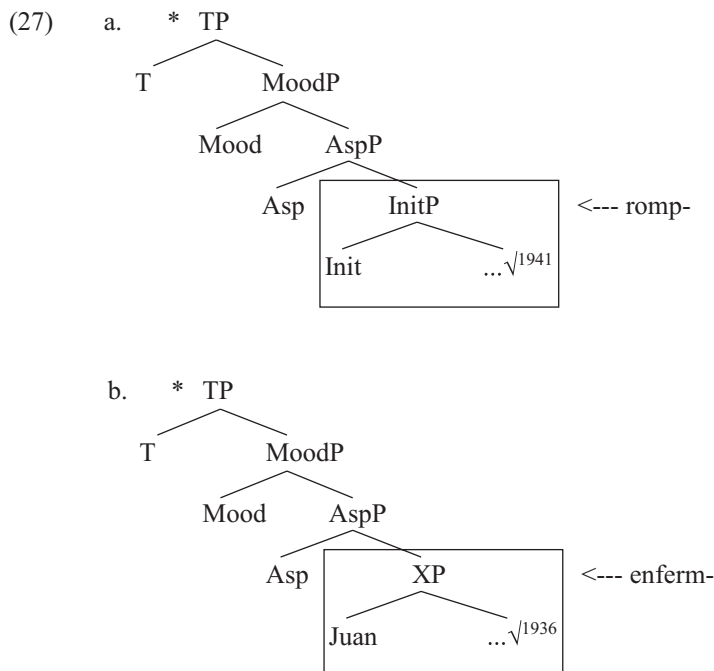 (27) a. * TP
T MoodP
Mood AspP
Asp InitP <--- romp-
Init ...√1941
b. * TP
T MoodP
Mood AspP
Asp XP <--- enferm-
Juan ...√1936